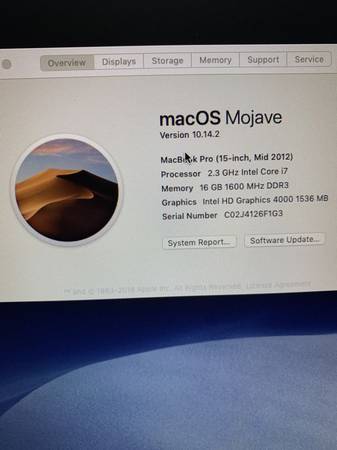 Overview Displays Storage Memory Support Service
macOS Mojave
Version 10.14.2
MacBook Pro (15-inch, Mid 2012)
Processor 2.3 GHz Intel Core i7
Memory 16 GB 1600 MHz DDR3
Graphics Intel HD Graphics 4000 1536 MB
Serial Number C02J4126F1G3
System Report... Software Update...
™ and © 1983-2018 Apple Inc. All Rights Reserved. License Agreement